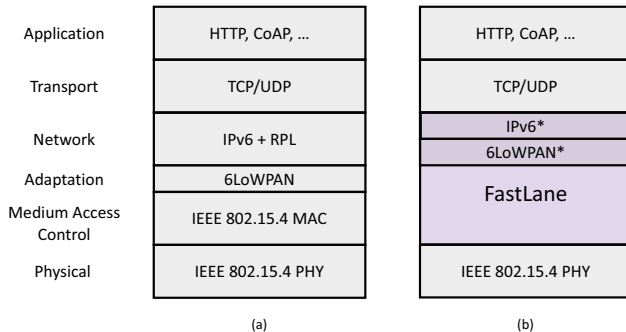 Application HTTP, CoAP, ... HTTP, CoAP, ...
Transport TCP/UDP TCP/UDP
Network IPv6 + RPL IPv6*
6LoWPAN*
Adaptation 6LoWPAN
FastLane
Medium Access
Control
IEEE 802.15.4 MAC
Physical IEEE 802.15.4 PHY IEEE 802.15.4 PHY
(a) (b)